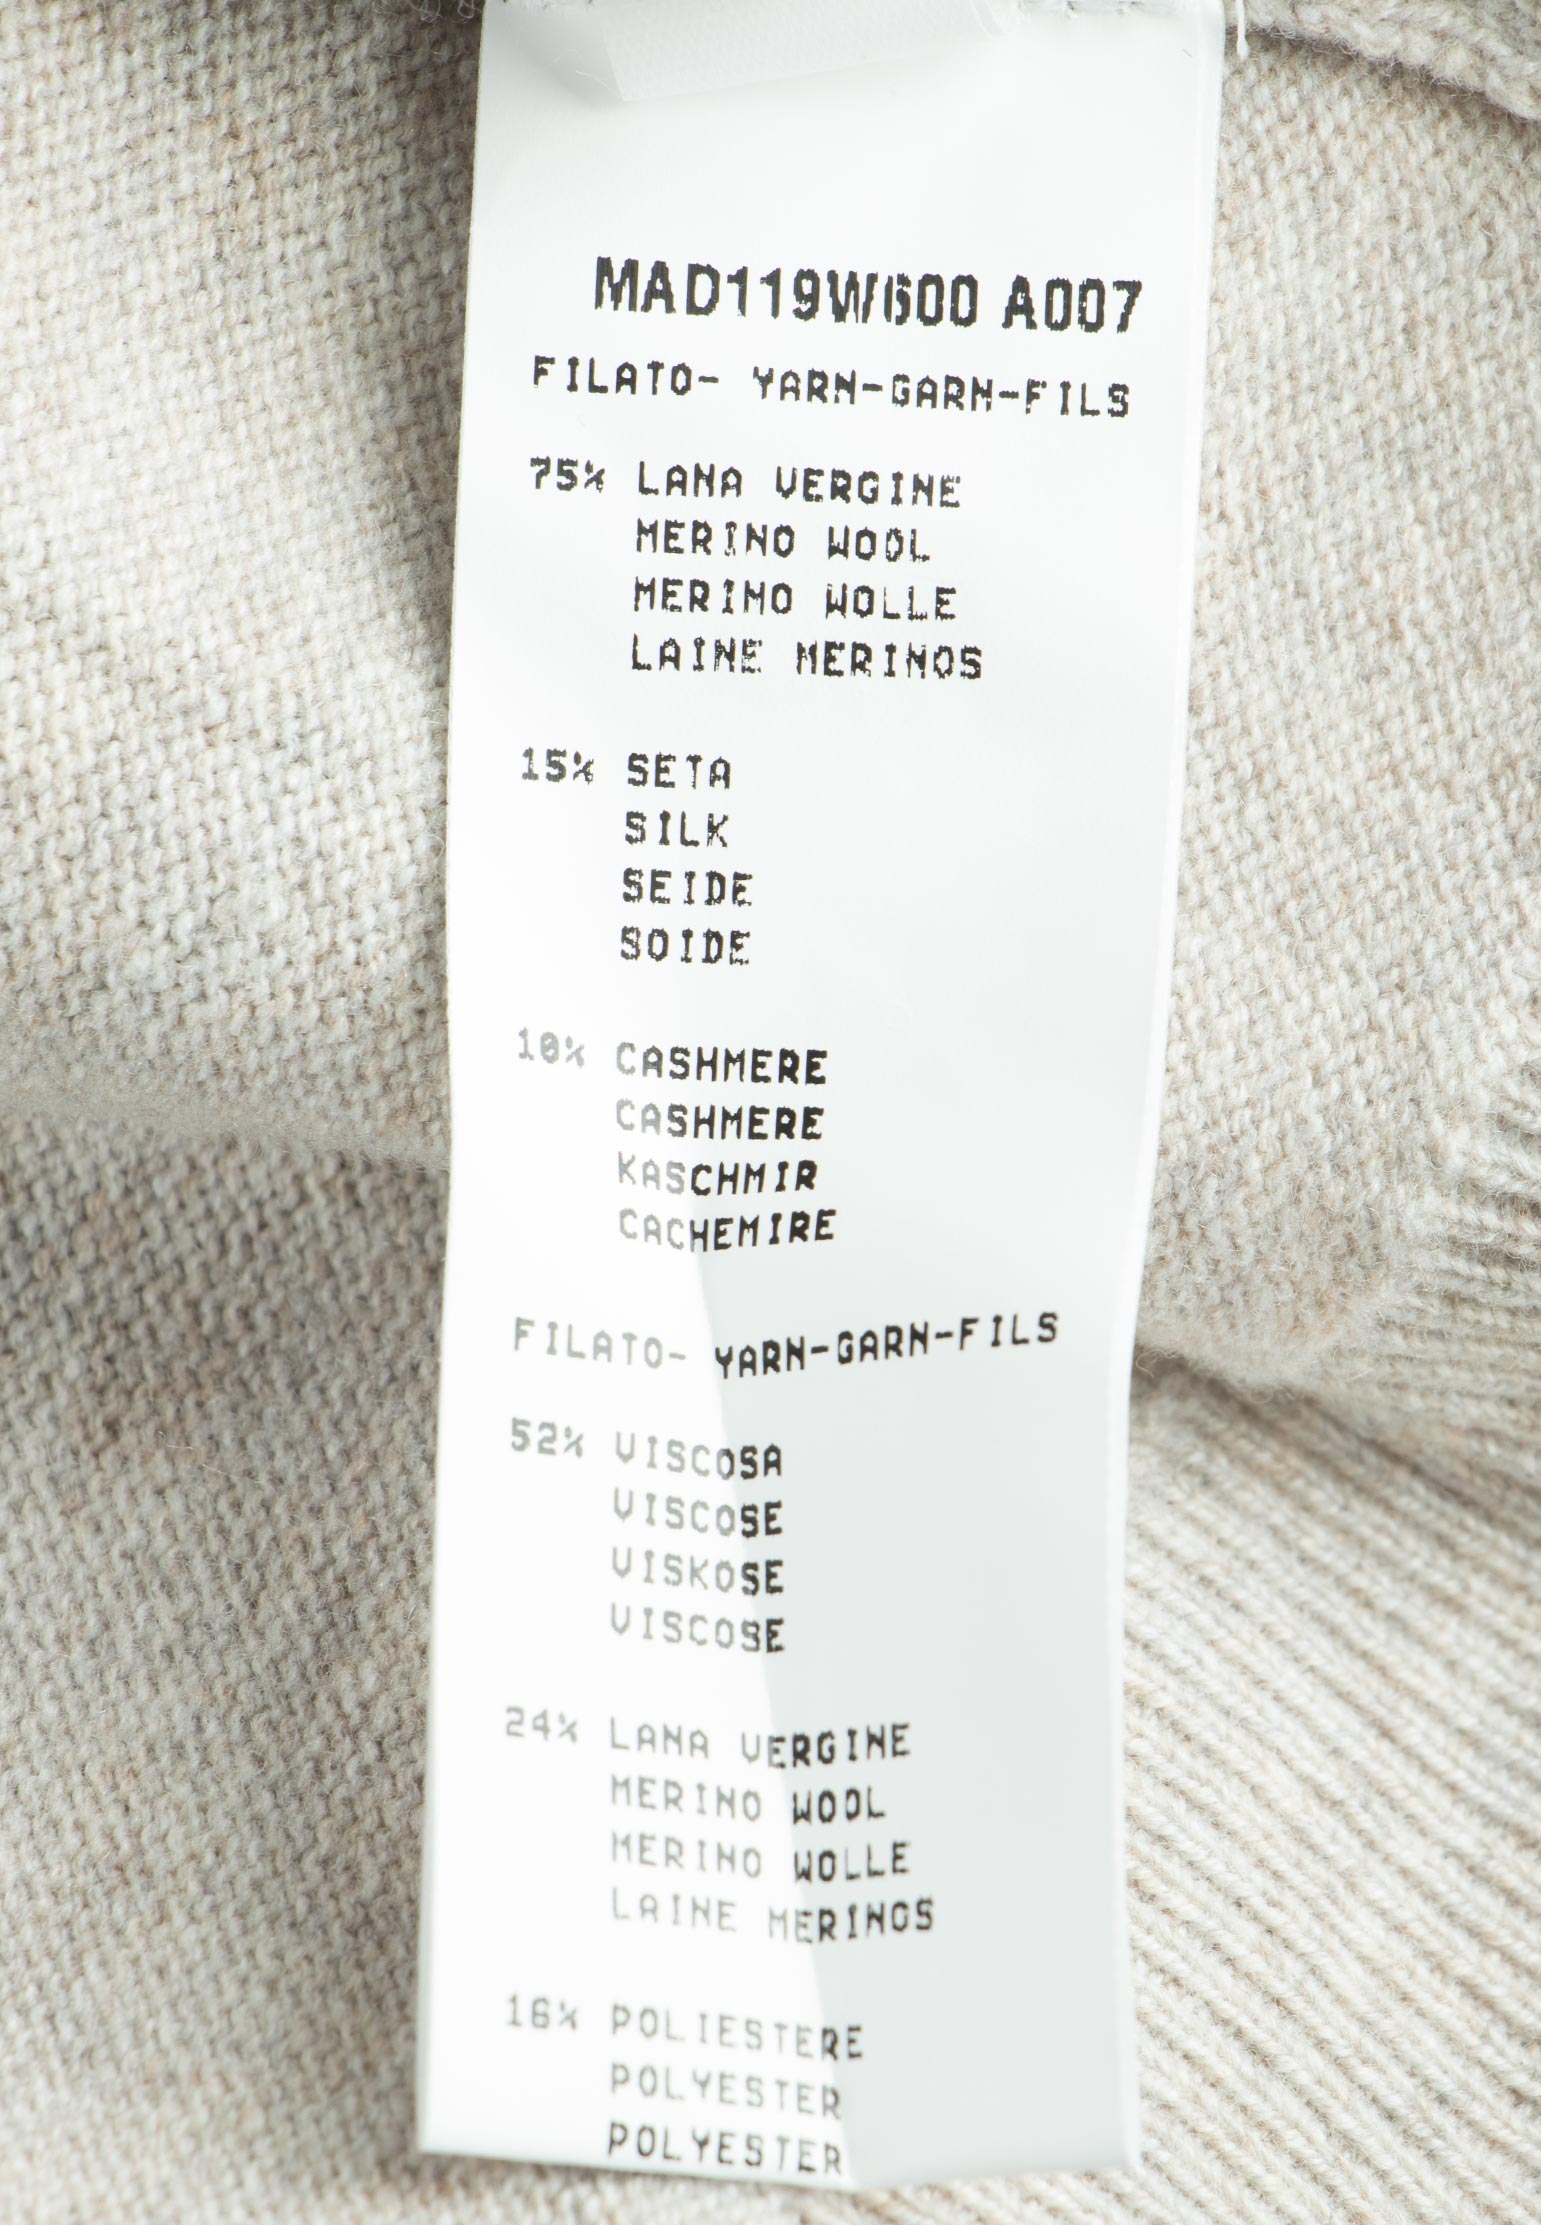 MAD119W600 A007
FILATO- YARN-GARN-FILS
75% LANA VERGINE
MERINO WOOL
MERINO WOLLE
LAINE MERINOS
15% SETA
SILK
SEIDE
SOIDE
10% CASHMERE
CASHMERE
KASCHMIR
CACHEMIRE
FILATO- YARN-GARN-FILS
52% VISCOSA
VISCOSE
VISKOSE
VISCOSE
24% LANA VERGINE
MERINO WOOL
MERINO WOLLE
LAINE MERINOS
16% POLIESTERE
POLYESTER
POLYESTER